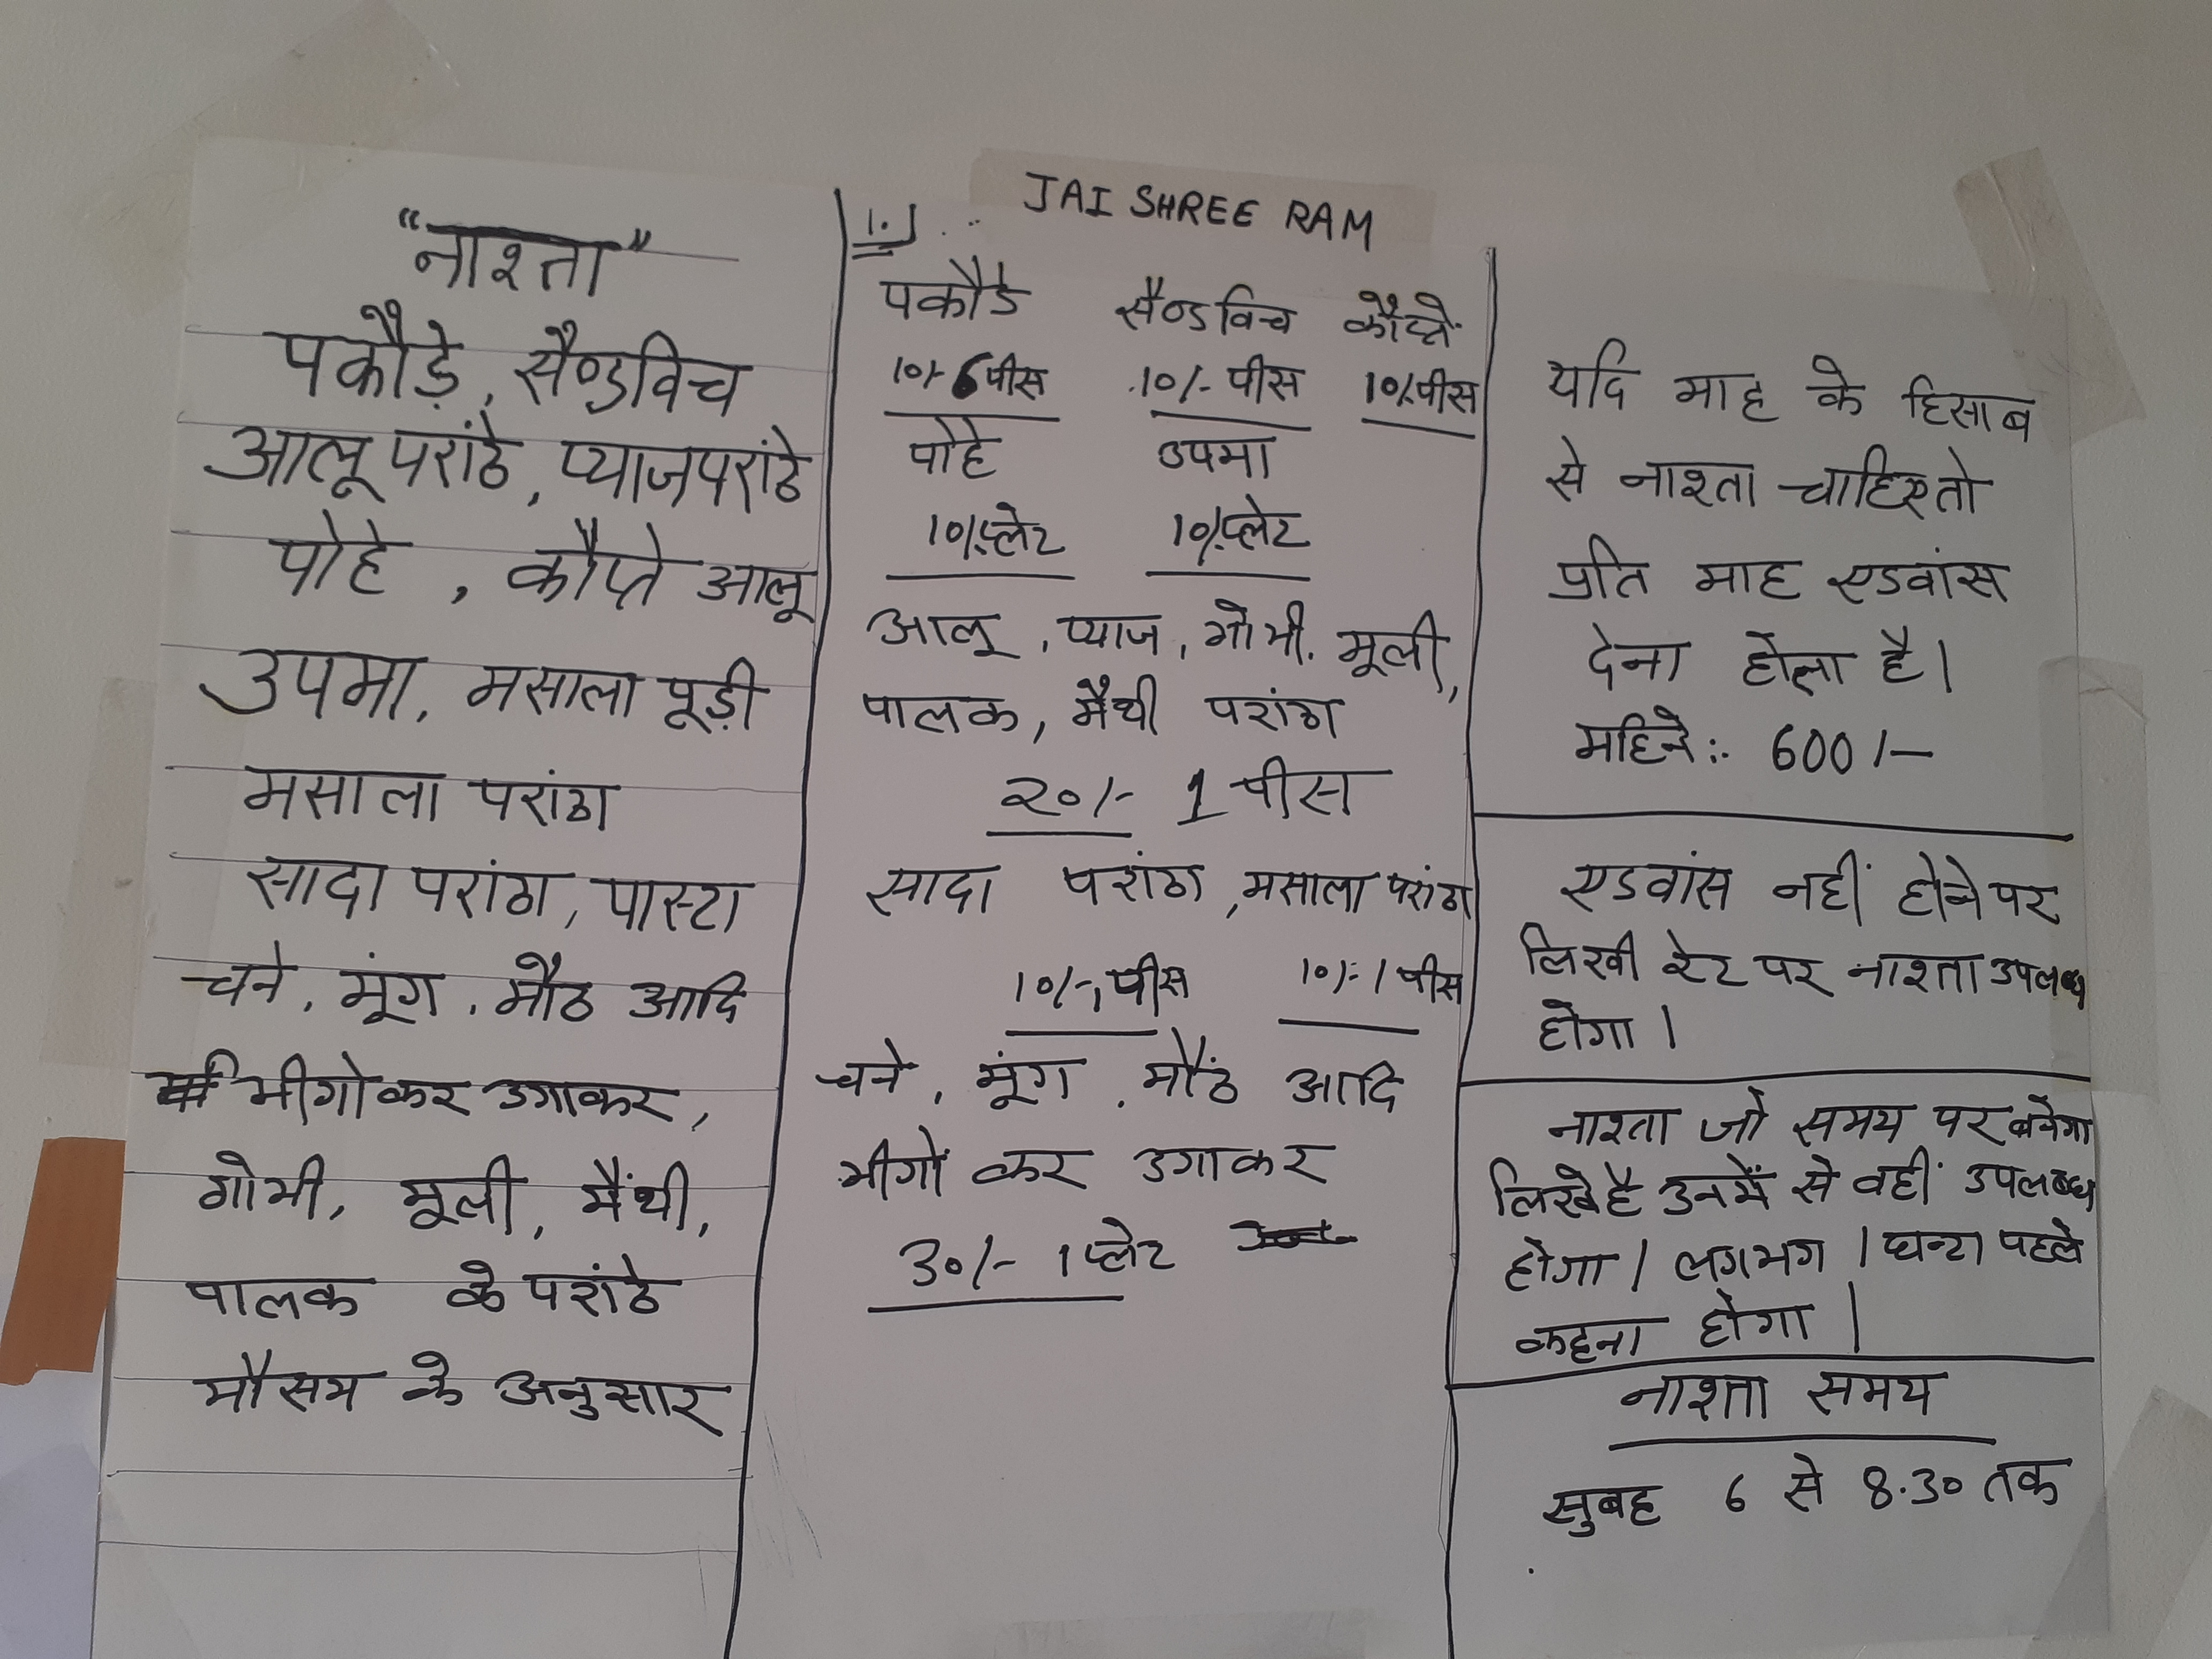 JAI SHREE RAM
"नाश्ता"
पकौड़े, सैण्डविच
आलू परांठे, प्याजपरांठे
पोहे, कौप्ते आलू
उपमा, मसाला पूड़ी
मसाला परांठा
सादा परांठा, पास्टा
चने, मूंग, मौठ आदि
भीगोकर उगाकर,
गोभी, मूली, मैंथी,
पालक के परांठे
मौसम के अनुसार
1.
पकौडे सैण्डविच कौप्ते
10/- 6 पीस 10/- पीस 10/- पीस
पोहे उपमा
10/- प्लेट 10/- प्लेट
आलू, प्याज, गोभी, मूली,
पालक, मैथी परांठा
20/- 1 पीस
सादा परांठा, मसाला परांठा
10/- 1 पीस 10/- 1 पीस
चने, मूंग, मौंठ आदि
भीगों कर उगाकर
30/- 1 प्लेट
यदि माह के हिसाब
से नाश्ता चाहिए तो
प्रति माह एडवांस
देना होता है।
महिने:- 600/-
एडवांस नहीं होने पर
लिखी रेट पर नाश्ता उपलब्ध
होगा।
नाश्ता जो समय पर बनेगा
लिखे है उनमें से वहीं उपलब्ध
होगा। लगभग 1 घन्टा पहले
कहना होगा।
नाश्ता समय
सुबह 6 से 8.30 तक